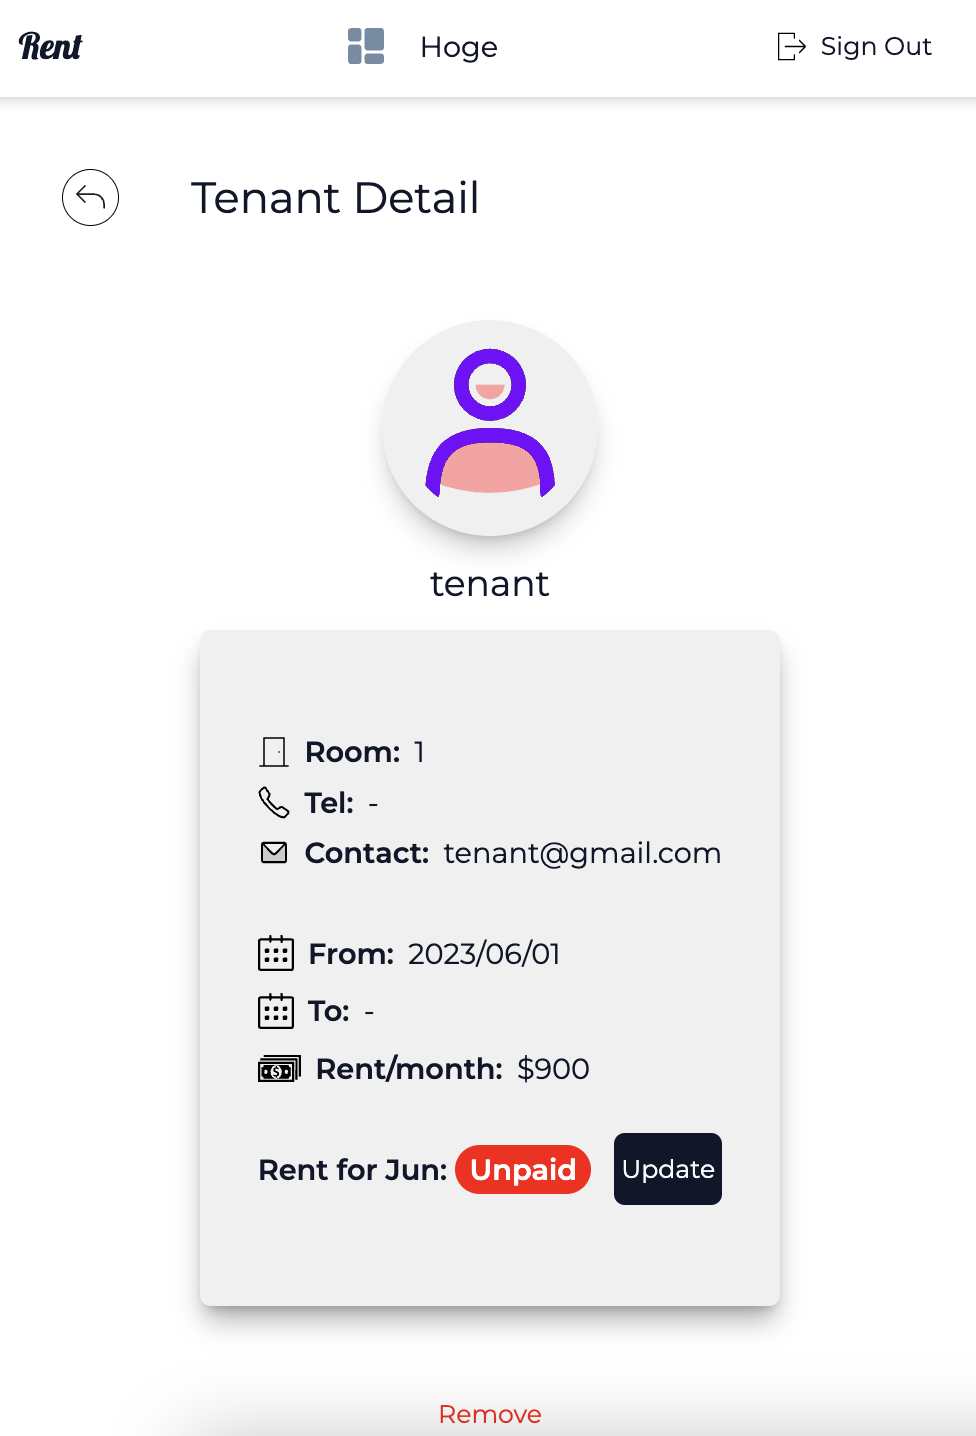 Rent
Hoge
Sign Out
Tenant Detail
tenant
Room: 1
Tel: -
Contact: tenant@gmail.com
From: 2023/06/01
To: -
$
Rent/month: $900
Rent for Jun: Unpaid
Update
Remove